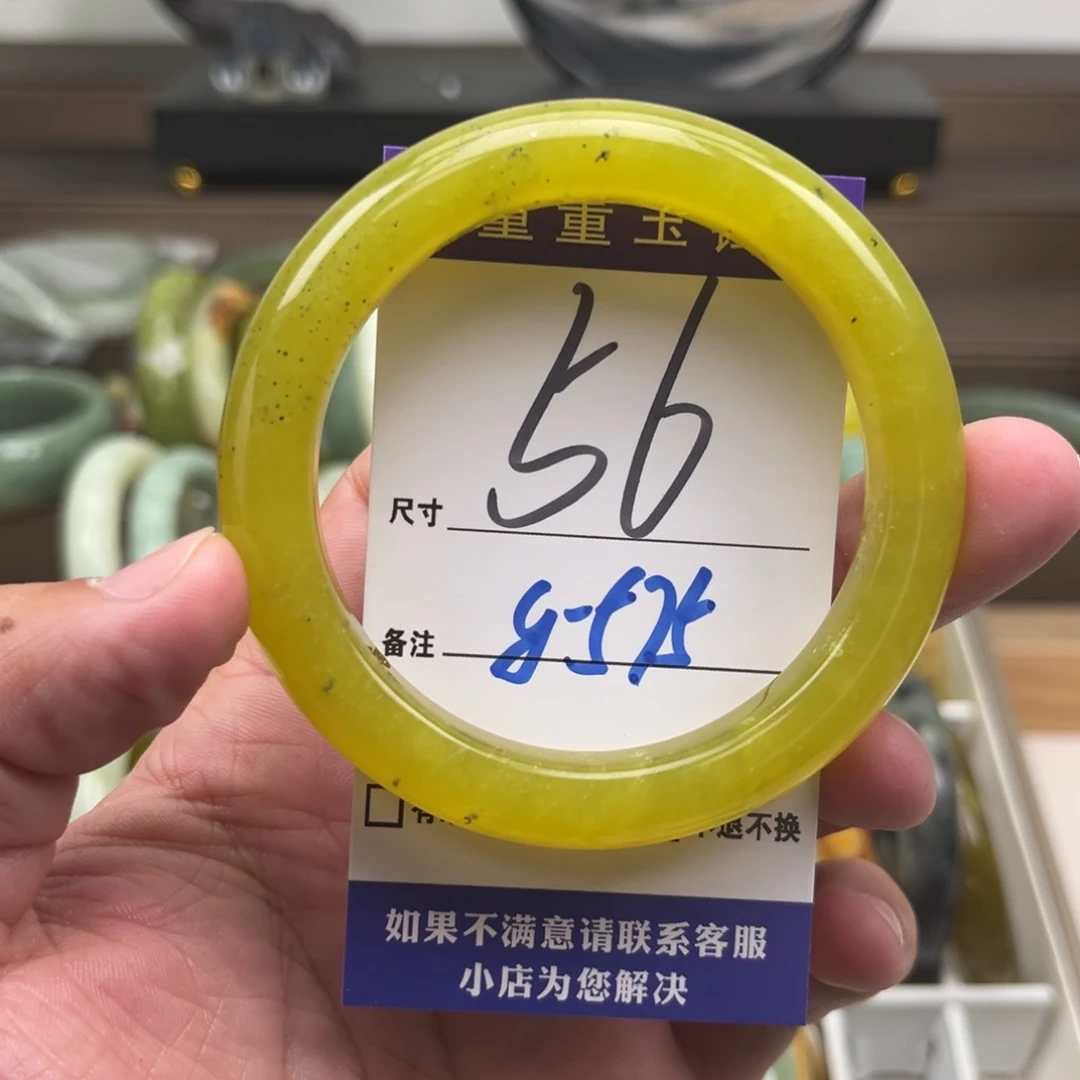 重重玉
56
尺寸
备注
退不换
如果不满意请联系客服
小店为您解决